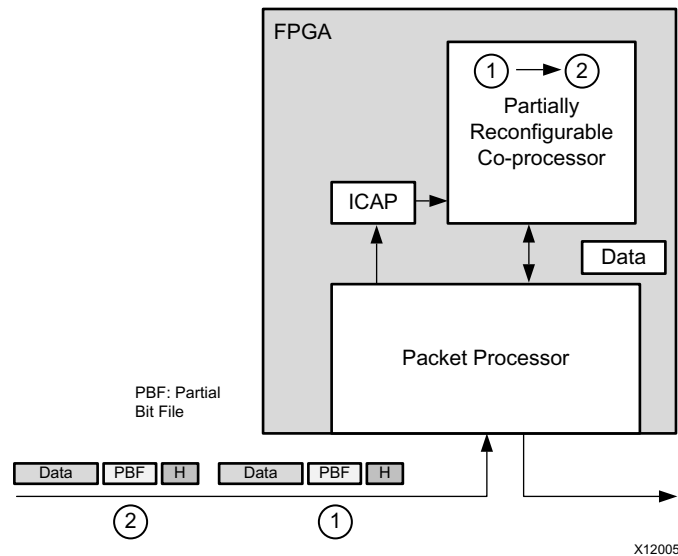 FPGA
1 2
Partially
Reconfigurable
Co-processor
ICAP
Data
Packet Processor
PBF: Partial
Bit File
Data PBF H Data PBF H
2 1
X12005